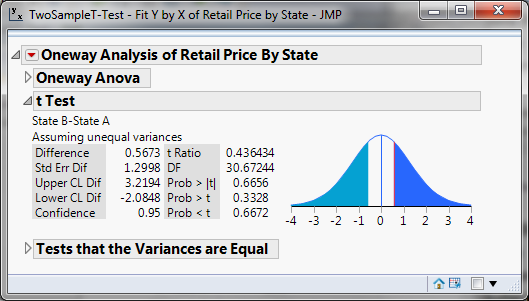 TwoSampleT-Test - Fit Y by X of Retail Price by State - JMP
Oneway Analysis of Retail Price By State
Oneway Anova
t Test
State B-State A
Assuming unequal variances
Difference 0.5673 t Ratio 0.436434
Std Err Dif 1.2998 DF 30.67244
Upper CL Dif 3.2194 Prob > |t| 0.6656
Lower CL Dif -2.0848 Prob > t 0.3328
Confidence 0.95 Prob < t 0.6672
-4 -3 -2 -1 0 1 2 3 4
Tests that the Variances are Equal